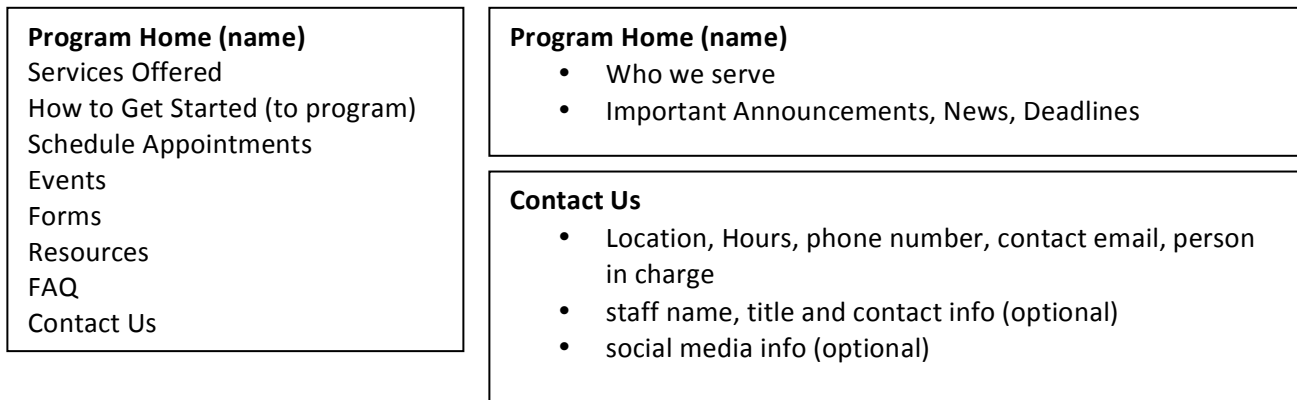 Program Home (name)
Services Offered
How to Get Started (to program)
Schedule Appointments
Events
Forms
Resources
FAQ
Contact Us
Program Home (name)
• Who we serve
• Important Announcements, News, Deadlines
Contact Us
• Location, Hours, phone number, contact email, person
in charge
• staff name, title and contact info (optional)
• social media info (optional)